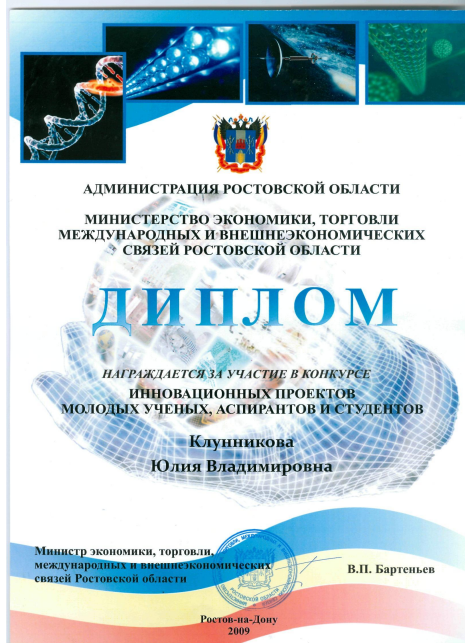 АДМИНИСТРАЦИЯ РОСТОВСКОЙ ОБЛАСТИ
МИНИСТЕРСТВО ЭКОНОМИКИ, ТОРГОВЛИ
МЕЖДУНАРОДНЫХ И ВНЕШНЕЭКОНОМИЧЕСКИХ
СВЯЗЕЙ РОСТОВСКОЙ ОБЛАСТИ
ДИПЛОМ
НАГРАЖДАЕТСЯ ЗА УЧАСТИЕ В КОНКУРСЕ
ИННОВАЦИОННЫХ ПРОЕКТОВ
МОЛОДЫХ УЧЕНЫХ, АСПИРАНТОВ И СТУДЕНТОВ
Клунникова
Юлия Владимировна
Министр экономики, торговли,
международных и внешнеэкономических
связей Ростовской области
В.П. Бартеньев
Ростов-на-Дону
2009